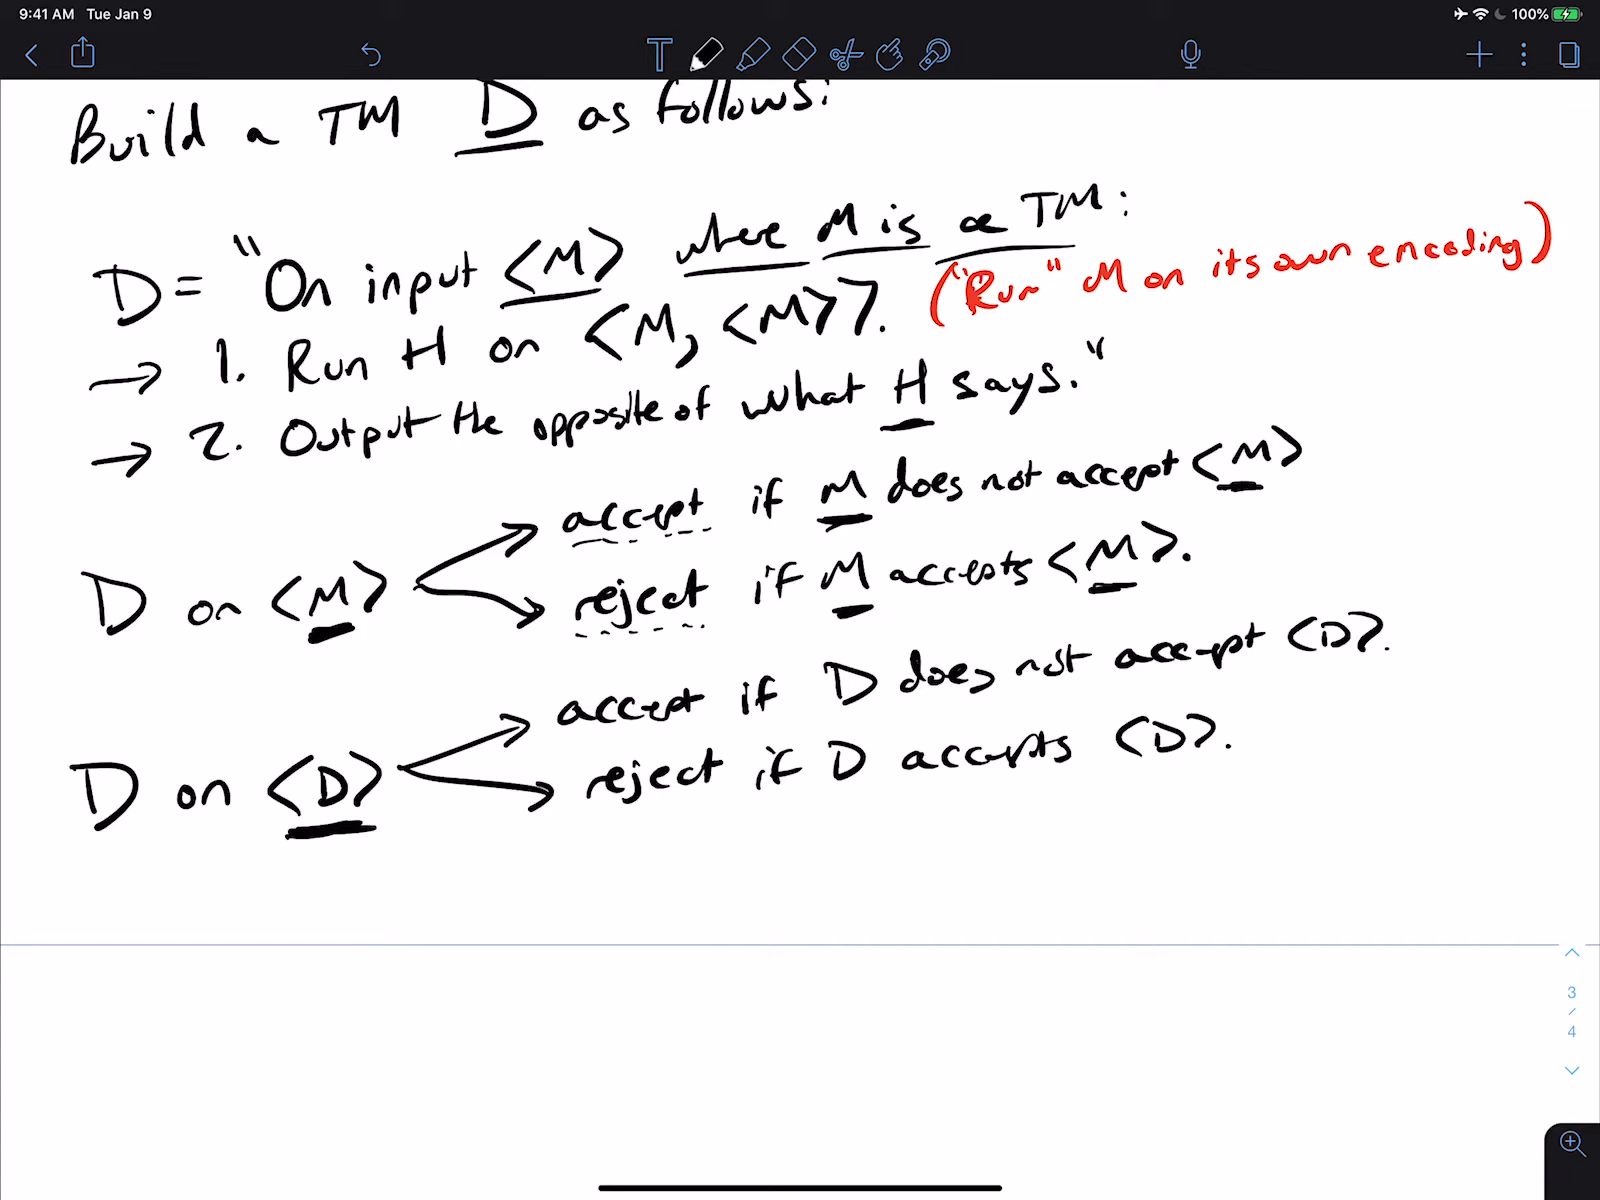 9:41 AM Tue Jan 9
100%
T
Build a TM D as follows:
D = "On input <M> where M is a TM:
("Run" M on its own encoding)
→ 1. Run H on <M, <M>>.
→ 2. Output the opposite of what H says."
D on <M>
accept if M does not accept <M>
reject if M accepts <M>.
D on <D>
accept if D does not accept <D>.
reject if D accepts <D>.
3
/
4